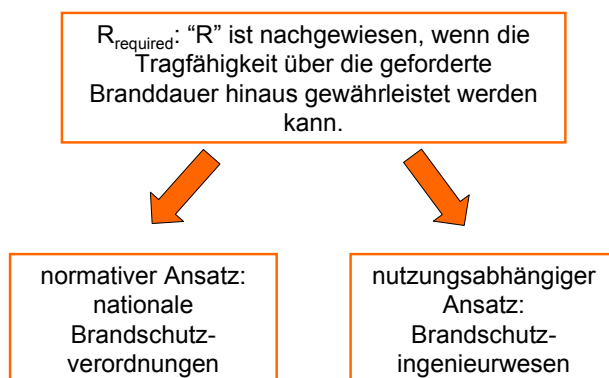 R_required: “R” ist nachgewiesen, wenn die
Tragfähigkeit über die geforderte
Branddauer hinaus gewährleistet werden
kann.
normativer Ansatz:
nationale
Brandschutz-
verordnungen
nutzungsabhängiger
Ansatz:
Brandschutz-
ingenieurwesen